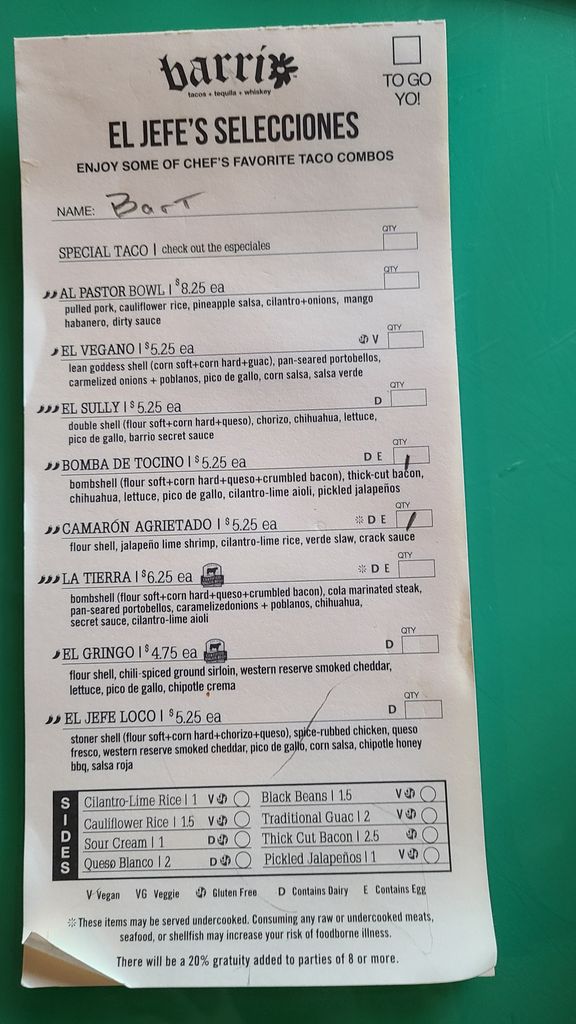 barrio
tacos + tequila + whiskey
TO GO
YO!
EL JEFE'S SELECCIONES
ENJOY SOME OF CHEF'S FAVORITE TACO COMBOS
NAME: Bart
QTY
SPECIAL TACO | check out the especiales
QTY
AL PASTOR BOWL | $8.25 ea
pulled pork, cauliflower rice, pineapple salsa, cilantro+onions, mango
habanero, dirty sauce
QTY
EL VEGANO | $5.25 ea V
lean goddess shell (corn soft+corn hard+guac), pan-seared portobellos,
carmelized onions + poblanos, pico de gallo, corn salsa, salsa verde
QTY
EL SULLY | $5.25 ea D
double shell (flour soft+corn hard+queso), chorizo, chihuahua, lettuce,
pico de gallo, barrio secret sauce
QTY
BOMBA DE TOCINO | $5.25 ea D E 1
bombshell (flour soft+corn hard+queso+crumbled bacon), thick-cut bacon,
chihuahua, lettuce, pico de gallo, cilantro-lime aioli, pickled jalapeños
QTY
CAMARÓN AGRIETADO | $5.25 ea D E 1
flour shell, jalapeño lime shrimp, cilantro-lime rice, verde slaw, crack sauce
QTY
LA TIERRA | $6.25 ea D E
bombshell (flour soft+corn hard+queso+crumbled bacon), cola marinated steak,
pan-seared portobellos, caramelizedonions + poblanos, chihuahua,
secret sauce, cilantro-lime aioli
QTY
EL GRINGO | $4.75 ea D
flour shell, chili-spiced ground sirloin, western reserve smoked cheddar,
lettuce, pico de gallo, chipotle crema
QTY
EL JEFE LOCO | $5.25 ea D
stoner shell (flour soft+corn hard+chorizo+queso), spice-rubbed chicken, queso
fresco, western reserve smoked cheddar, pico de gallo, corn salsa, chipotle honey
bbq, salsa roja
SIDES
Cilantro-Lime Rice | 1 V Black Beans | 1.5 V
Cauliflower Rice | 1.5 V Traditional Guac | 2 V
Sour Cream | 1 D Thick Cut Bacon | 2.5
Queso Blanco | 2 D Pickled Jalapeños | 1 V
V Vegan VG Veggie Gluten Free D Contains Dairy E Contains Egg
These items may be served undercooked. Consuming any raw or undercooked meats,
seafood, or shellfish may increase your risk of foodborne illness.
There will be a 20% gratuity added to parties of 8 or more.